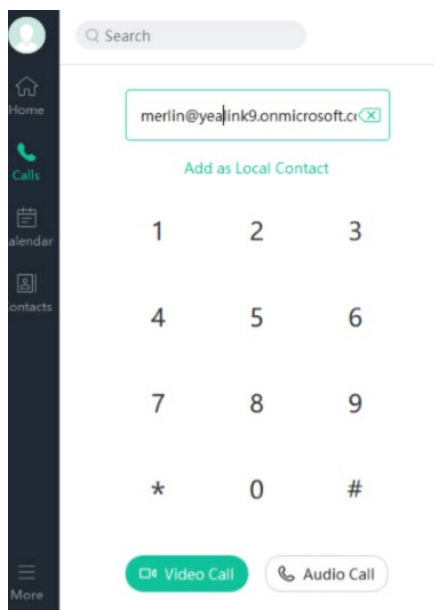 Search
Home
merlin@yealink9.onmicrosoft.cc
Calls
Add as Local Contact
1 2 3
alendar
ontacts
4 5 6
7 8 9
* 0 #
Video Call Audio Call
More